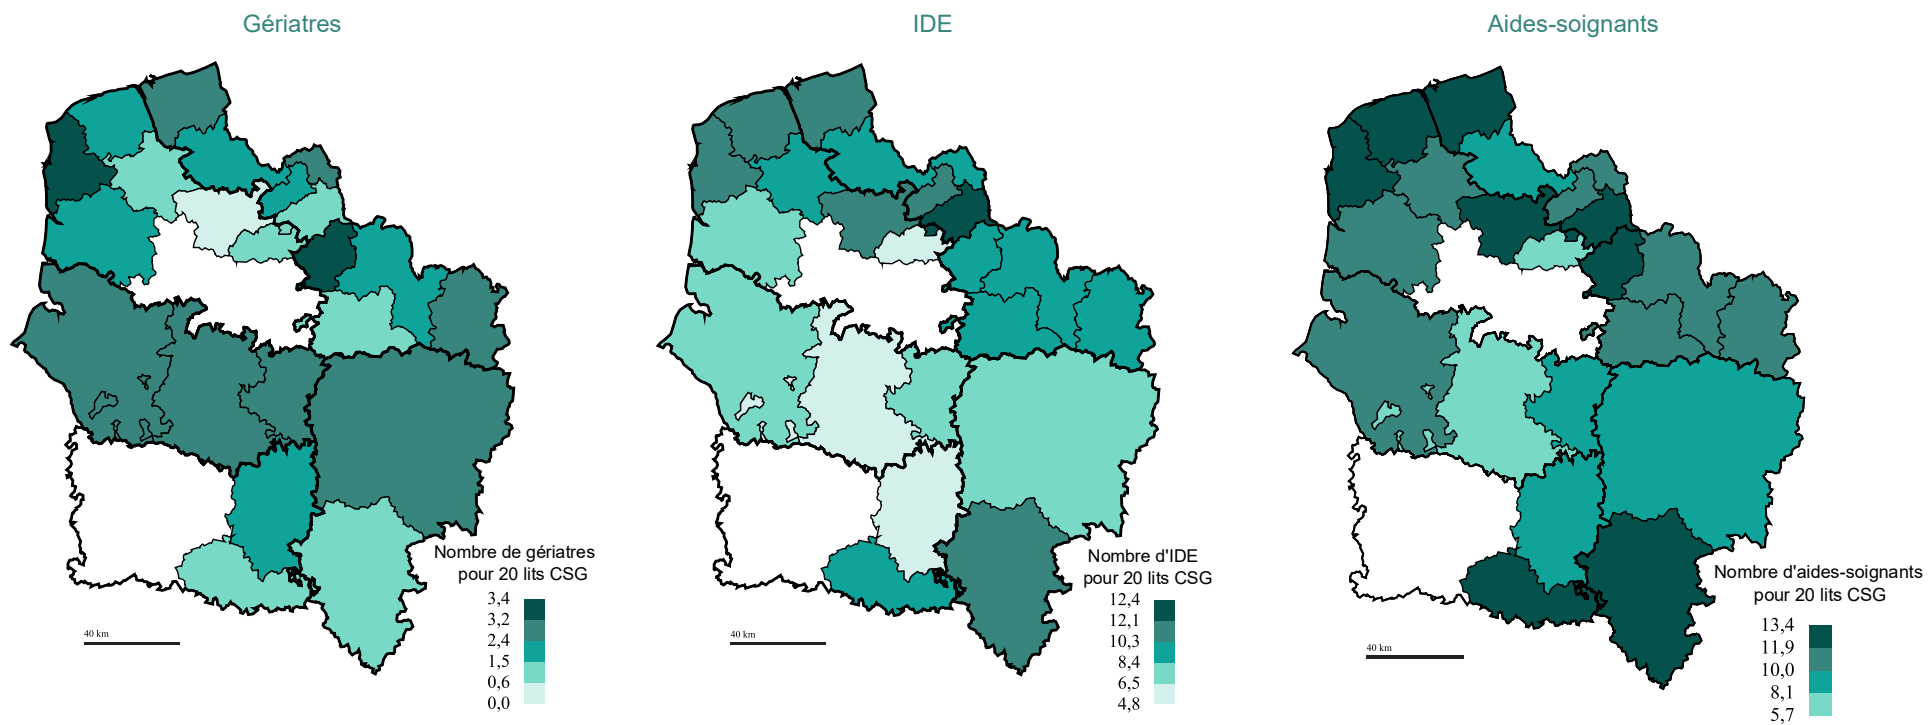 Gériatres
IDE
Aides-soignants
Nombre de gériatres
pour 20 lits CSG
3,4
3,2
2,4
1,5
0,6
0,0
40 km
Nombre d'IDE
pour 20 lits CSG
12,4
12,1
10,3
8,4
6,5
4,8
40 km
Nombre d'aides-soignants
pour 20 lits CSG
13,4
11,9
10,0
8,1
5,7
40 km